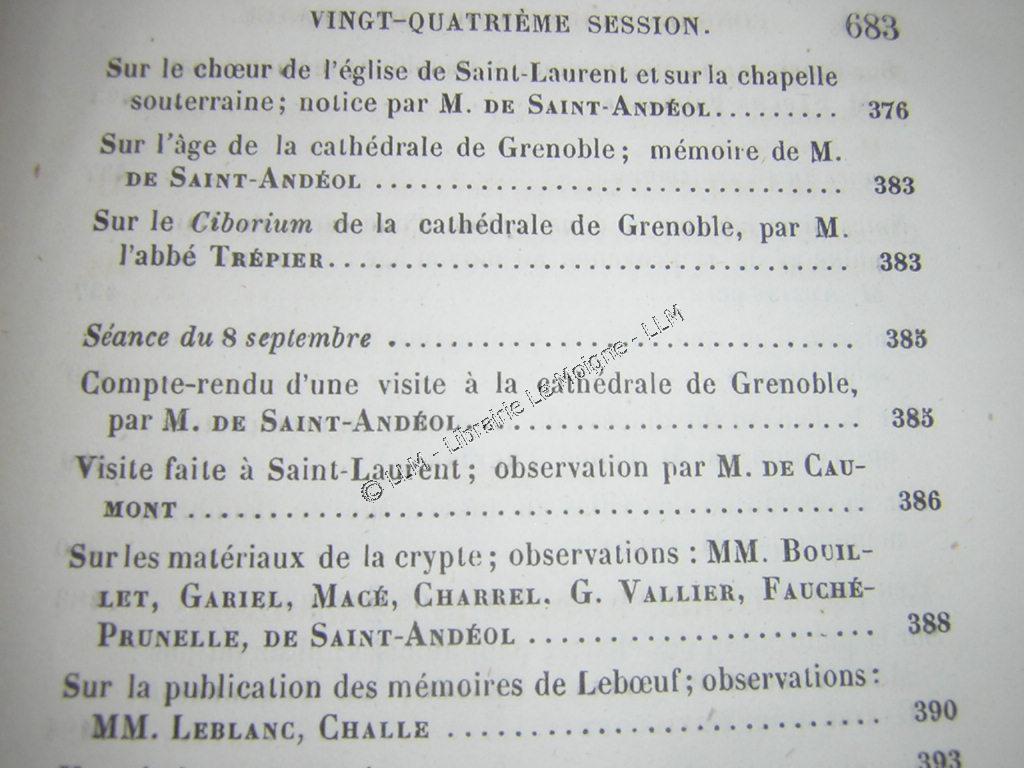 VINGT-QUATRIÈME SESSION. 683
Sur le chœur de l'église de Saint-Laurent et sur la chapelle
souterraine; notice par M. DE SAINT-ANDÉOL......... 376
Sur l'âge de la cathédrale de Grenoble; mémoire de M.
DE SAINT-ANDÉOL ................................ 383
Sur le Ciborium de la cathédrale de Grenoble, par M.
l'abbé TRÉPIER.................................... 383
Séance du 8 septembre ................................ 385
Compte-rendu d'une visite à la cathédrale de Grenoble,
par M. DE SAINT-ANDÉOL........................... 385
Visite faite à Saint-Laurent; observation par M. DE CAU-
MONT ............................................. 386
Sur les matériaux de la crypte; observations : MM. BOUIL-
LET, GARIEL, MACÉ, CHARREL. G. VALLIER, FAUCHÉ-
PRUNELLE, DE SAINT-ANDÉOL ....................... 388
Sur la publication des mémoires de Lebœuf; observations:
MM. LEBLANC, CHALLE ............................. 390
393
© LLM - Librairie Le Moigne - LLM